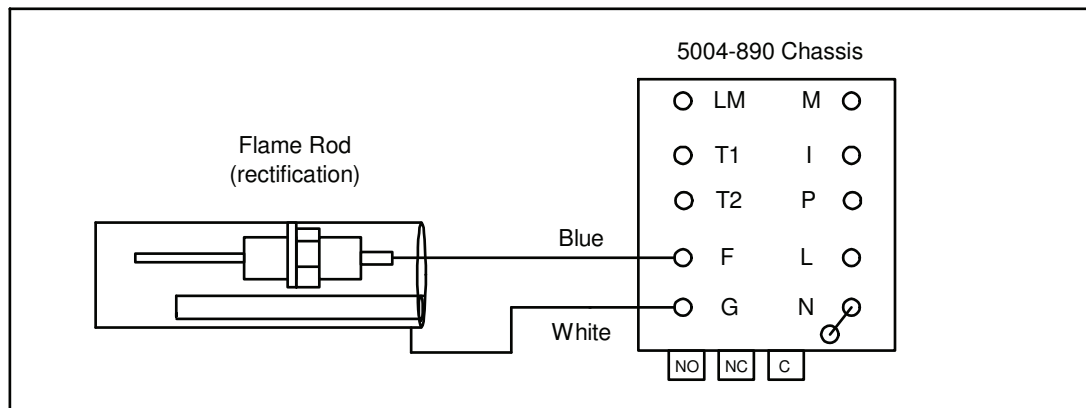 5004-890 Chassis
Flame Rod
(rectification)
LM M
T1 I
T2 P
Blue F L
White G N
NO NC C